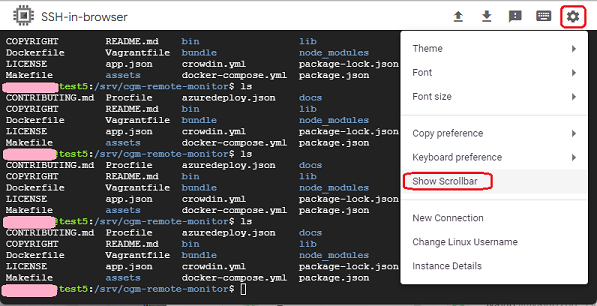 SSH-in-browser
COPYRIGHT README.md bin lib
Dockerfile Vagrantfile bundle node_modules
LICENSE app.json crowdin.yml package-lock.json
Makefile assets docker-compose.yml package.json
test5:/srv/cgm-remote-monitor$ ls
CONTRIBUTING.md Procfile azuredeploy.json docs
COPYRIGHT README.md bin lib
Dockerfile Vagrantfile bundle node_modules
LICENSE app.json crowdin.yml package-lock.json
Makefile assets docker-compose.yml package.json
test5:/srv/cgm-remote-monitor$ ls
CONTRIBUTING.md Procfile azuredeploy.json docs
COPYRIGHT README.md bin lib
Dockerfile Vagrantfile bundle node_modules
LICENSE app.json crowdin.yml package-lock.json
Makefile assets docker-compose.yml package.json
test5:/srv/cgm-remote-monitor$ ls
CONTRIBUTING.md Procfile azuredeploy.json docs
COPYRIGHT README.md bin lib
Dockerfile Vagrantfile bundle node_modules
LICENSE app.json crowdin.yml package-lock.json
Makefile assets docker-compose.yml package.json
test5:/srv/cgm-remote-monitor$
Theme
Font
Font size
Copy preference
Keyboard preference
Show Scrollbar
New Connection
Change Linux Username
Instance Details